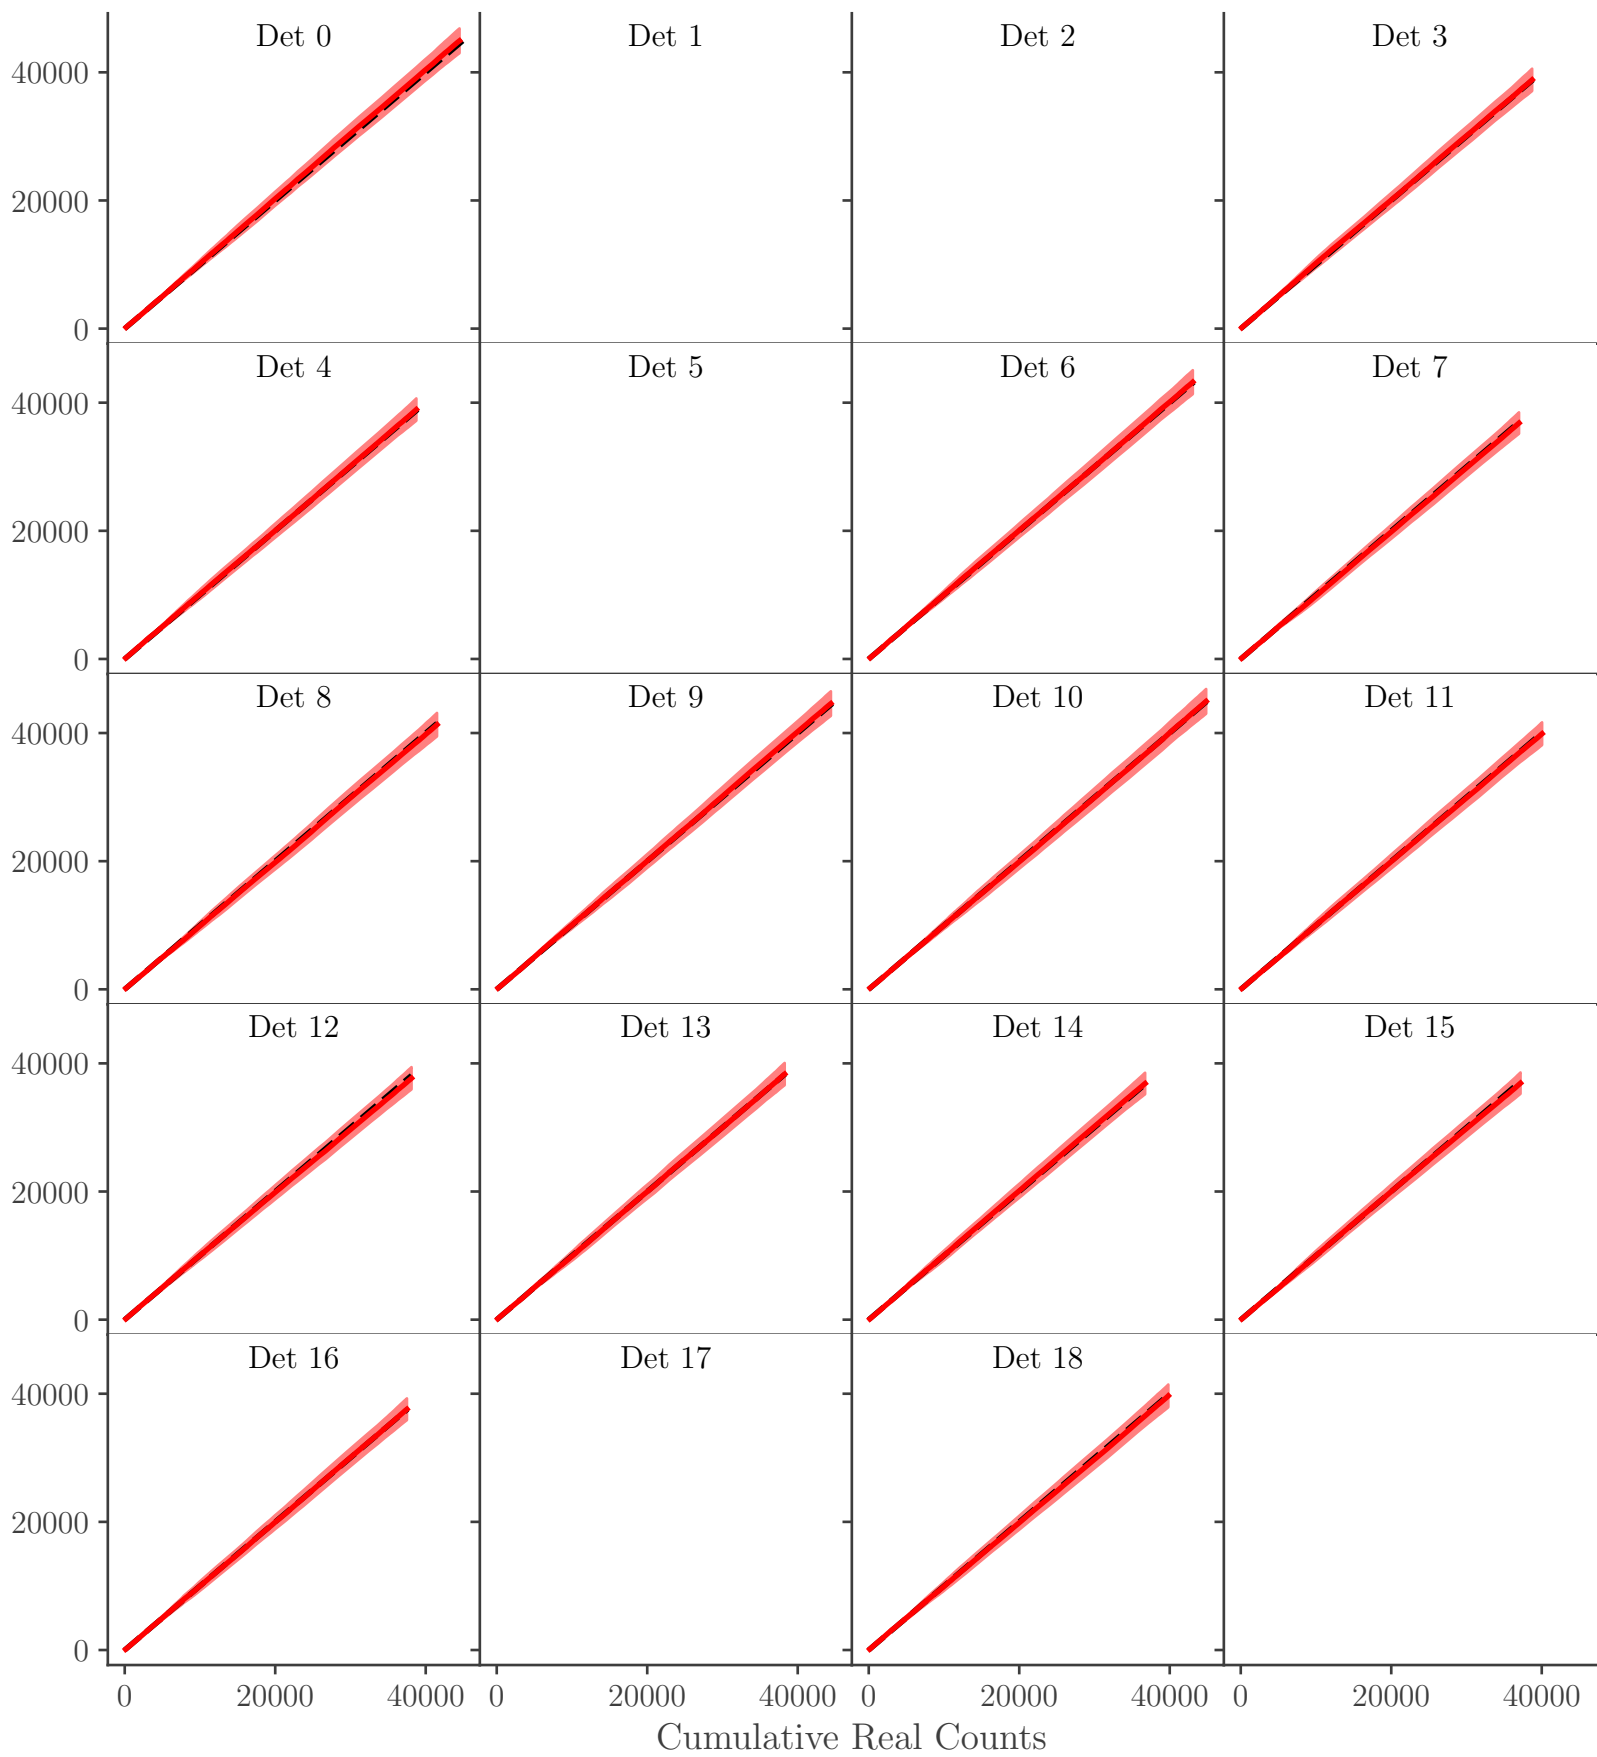 Det 0 Det 1 Det 2 Det 3
40000
20000
0
Det 4 Det 5 Det 6 Det 7
40000
20000
0
Det 8 Det 9 Det 10 Det 11
40000
20000
0
Det 12 Det 13 Det 14 Det 15
40000
20000
0
Det 16 Det 17 Det 18
40000
20000
0
0 20000 40000 0 20000 40000 0 20000 40000 0 20000 40000
Cumulative Real Counts